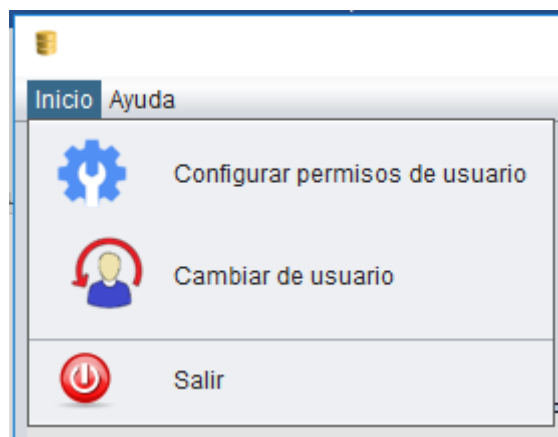 Inicio Ayuda
Configurar permisos de usuario
Cambiar de usuario
Salir